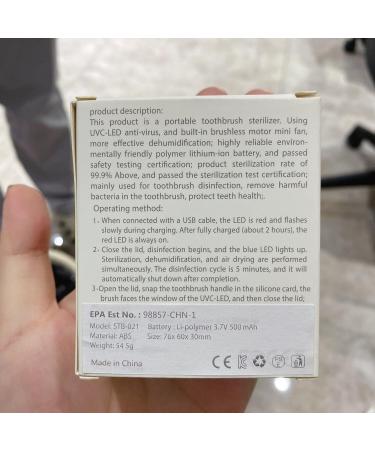 product description:
This product is a portable toothbrush sterilizer. Using
UVC-LED anti-virus, and built-in brushless motor mini fan,
more effective dehumidification; highly reliable environ-
mentally friendly polymer lithium-ion battery, and passed
safety testing certification; product sterilization rate of
99.9% Above, and passed the sterilization test certification;
mainly used for toothbrush disinfection, remove harmful
bacteria in the toothbrush, protect teeth health;.
Operating method:
1、When connected with a USB cable, the LED is red and flashes
slowly during charging. After fully charged (about 2 hours), the
red LED is always on.
2、Close the lid, disinfection begins, and the blue LED lights up.
Sterilization, dehumidification, and air drying are performed
simultaneously. The disinfection cycle is 5 minutes, and it will
automatically shut down after completion.
3、Open the lid, snap the toothbrush handle in the silicone card, the
brush faces the window of the UVC-LED, and then close the lid;
EPA Est No.: 98857-CHN-1
Model: STB-021 Battery: Li-polymer 3.7V 500 mAh
Material: ABS Size: 76x 60x 30mm
Weight: 54.5g
Made in China CE